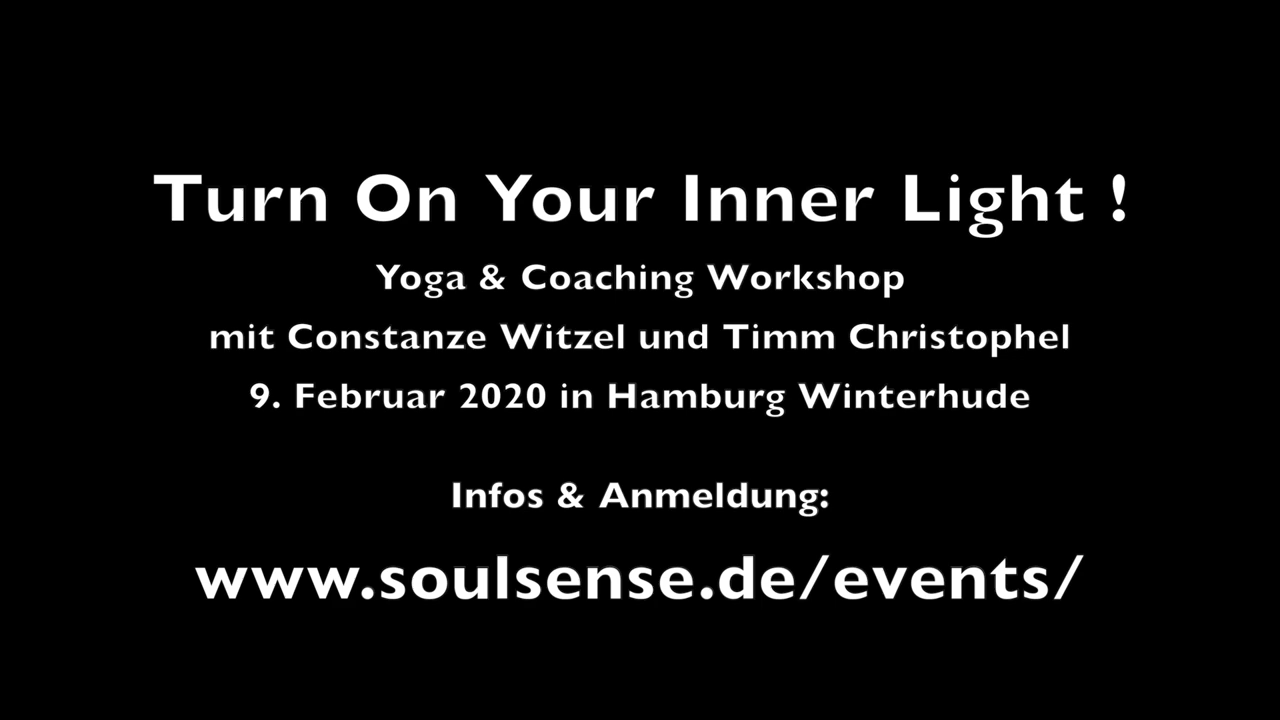 Turn On Your Inner Light !
Yoga & Coaching Workshop
mit Constanze Witzel und Timm Christophel
9. Februar 2020 in Hamburg Winterhude
Infos & Anmeldung:
www.soulsense.de/events/